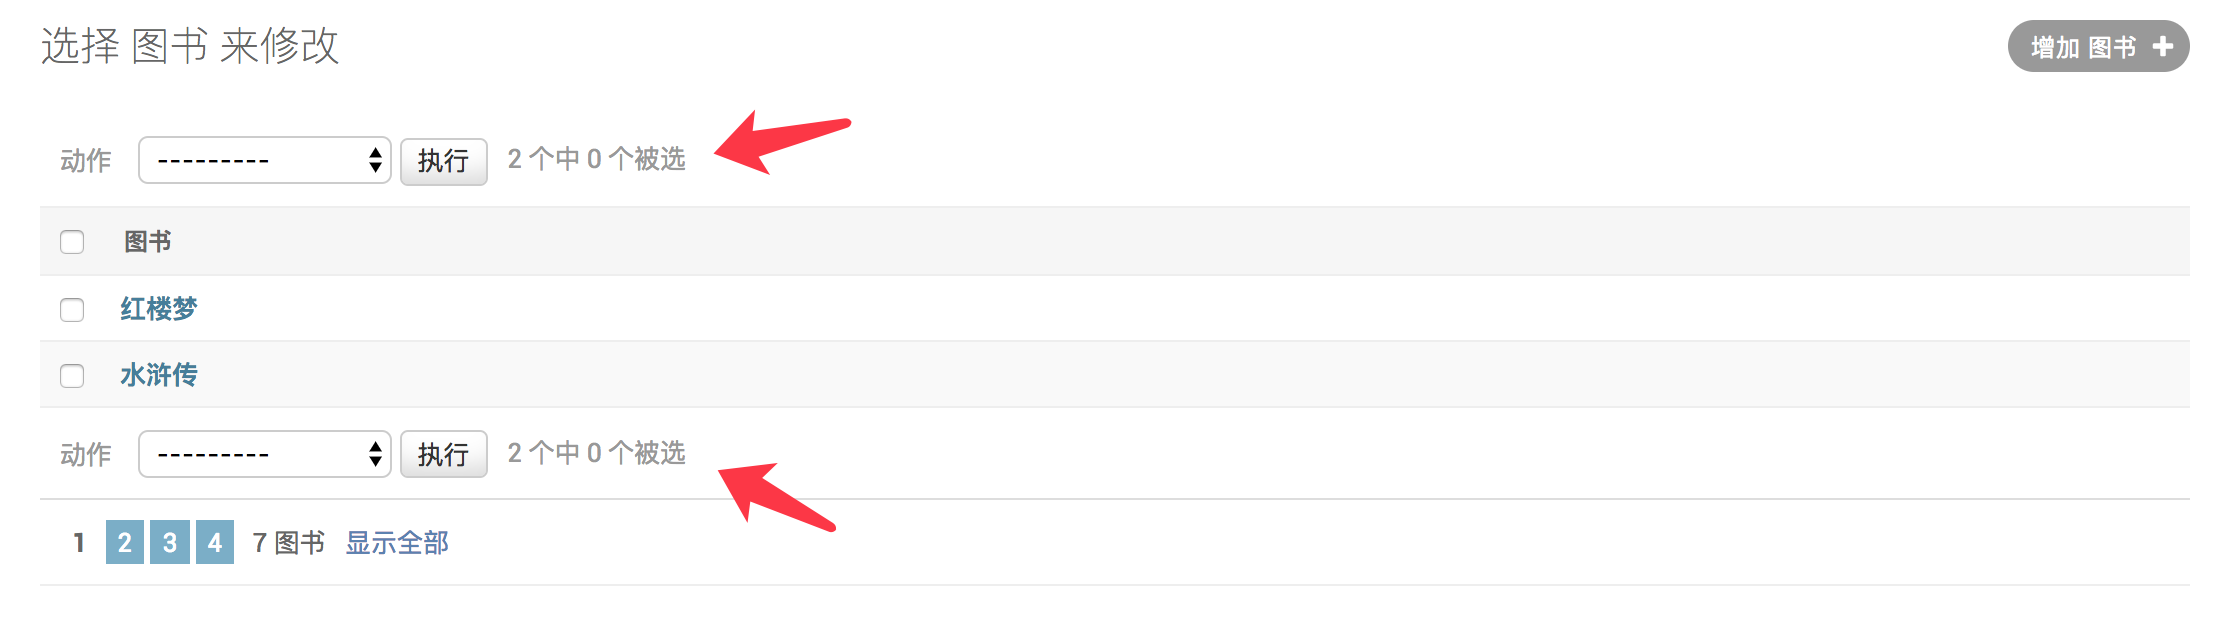 选择 图书 来修改
增加 图书 +
动作 --------- 执行 2 个中 0 个被选
图书
红楼梦
水浒传
动作 --------- 执行 2 个中 0 个被选
1 2 3 4 7 图书 显示全部